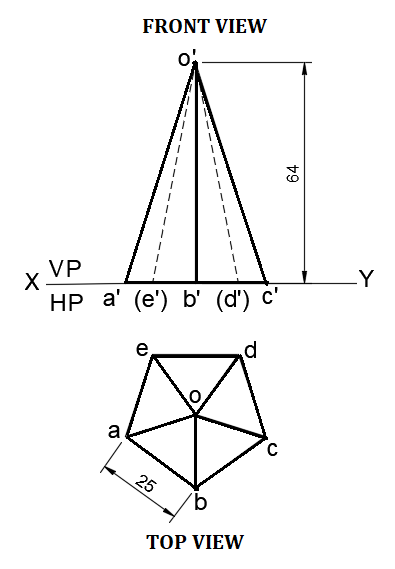 FRONT VIEW
o'
64
X VP Y
HP a' (e') b' (d') c'
e d
o
a
c
25
b
TOP VIEW